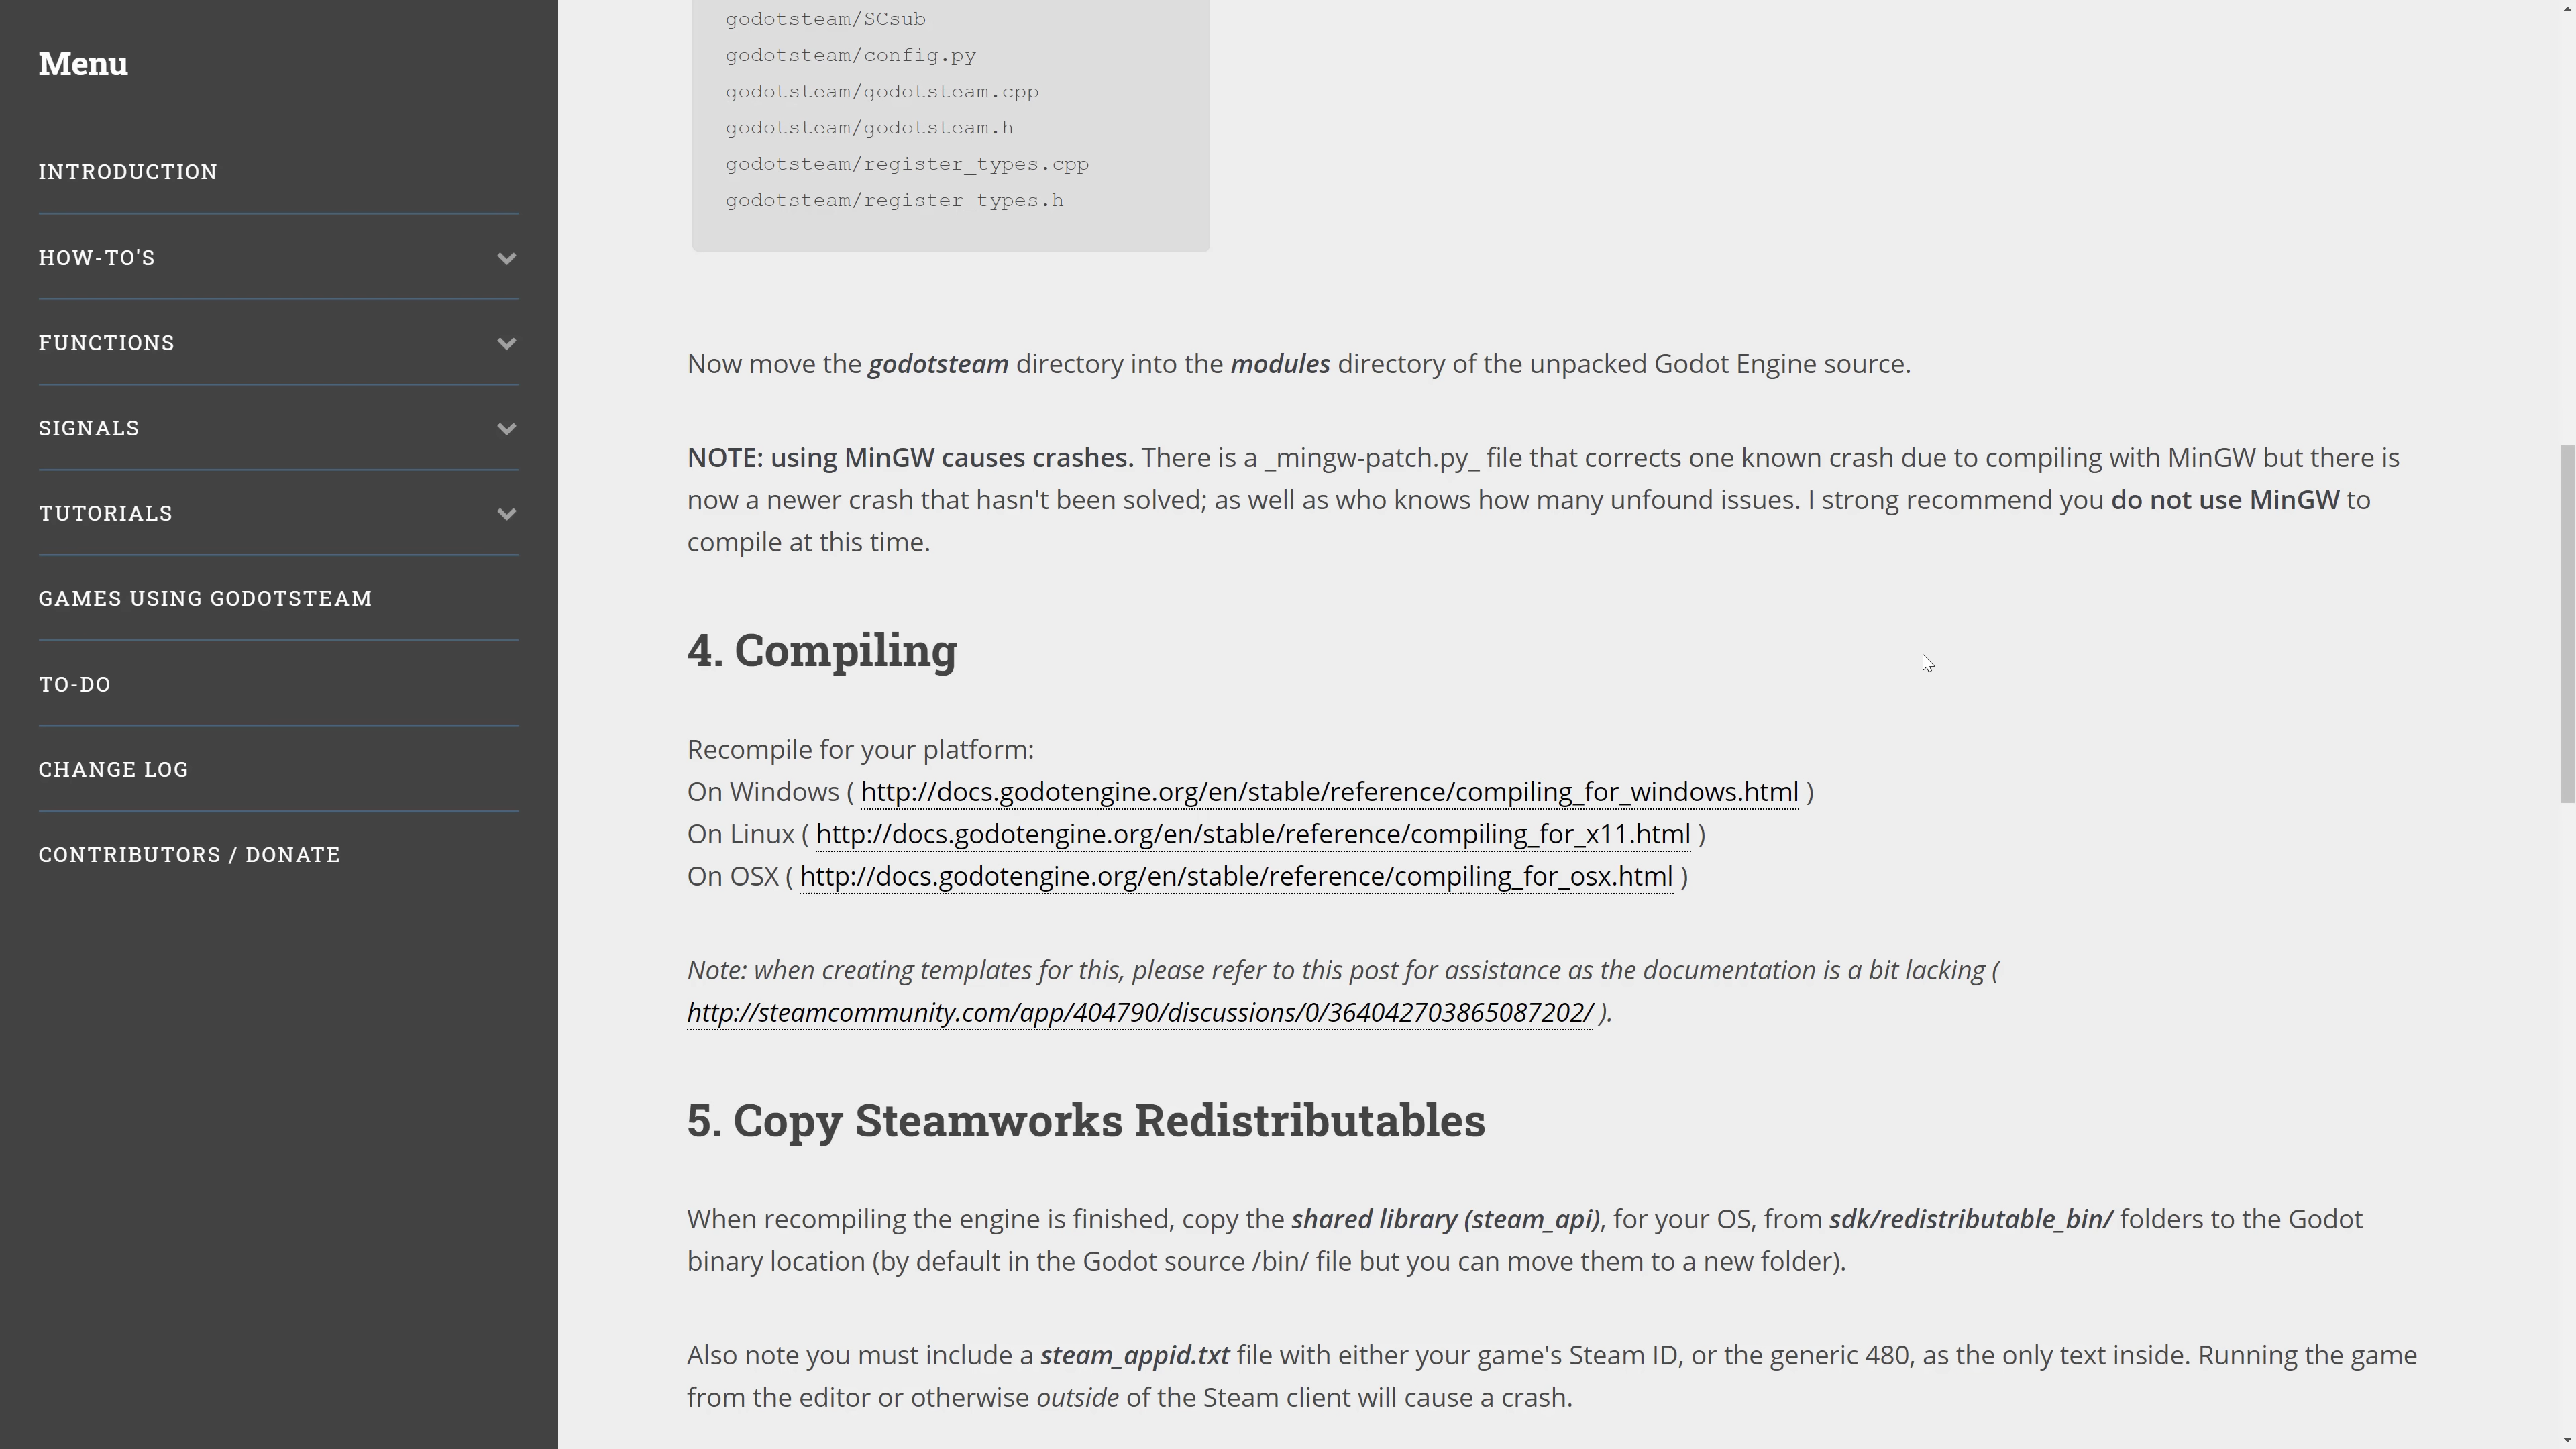 Menu
INTRODUCTION
HOW-TO'S
FUNCTIONS
SIGNALS
TUTORIALS
GAMES USING GODOTSTEAM
TO-DO
CHANGE LOG
CONTRIBUTORS / DONATE
godotsteam/SCsub
godotsteam/config.py
godotsteam/godotsteam.cpp
godotsteam/godotsteam.h
godotsteam/register_types.cpp
godotsteam/register_types.h
Now move the godotsteam directory into the modules directory of the unpacked Godot Engine source.
NOTE: using MinGW causes crashes. There is a _mingw-patch.py_ file that corrects one known crash due to compiling with MinGW but there is
now a newer crash that hasn't been solved; as well as who knows how many unfound issues. I strong recommend you do not use MinGW to
compile at this time.
4. Compiling
Recompile for your platform:
On Windows ( http://docs.godotengine.org/en/stable/reference/compiling_for_windows.html )
On Linux ( http://docs.godotengine.org/en/stable/reference/compiling_for_x11.html )
On OSX ( http://docs.godotengine.org/en/stable/reference/compiling_for_osx.html )
Note: when creating templates for this, please refer to this post for assistance as the documentation is a bit lacking (
http://steamcommunity.com/app/404790/discussions/0/364042703865087202/ ).
5. Copy Steamworks Redistributables
When recompiling the engine is finished, copy the shared library (steam_api), for your OS, from sdk/redistributable_bin/ folders to the Godot
binary location (by default in the Godot source /bin/ file but you can move them to a new folder).
Also note you must include a steam_appid.txt file with either your game's Steam ID, or the generic 480, as the only text inside. Running the game
from the editor or otherwise outside of the Steam client will cause a crash.